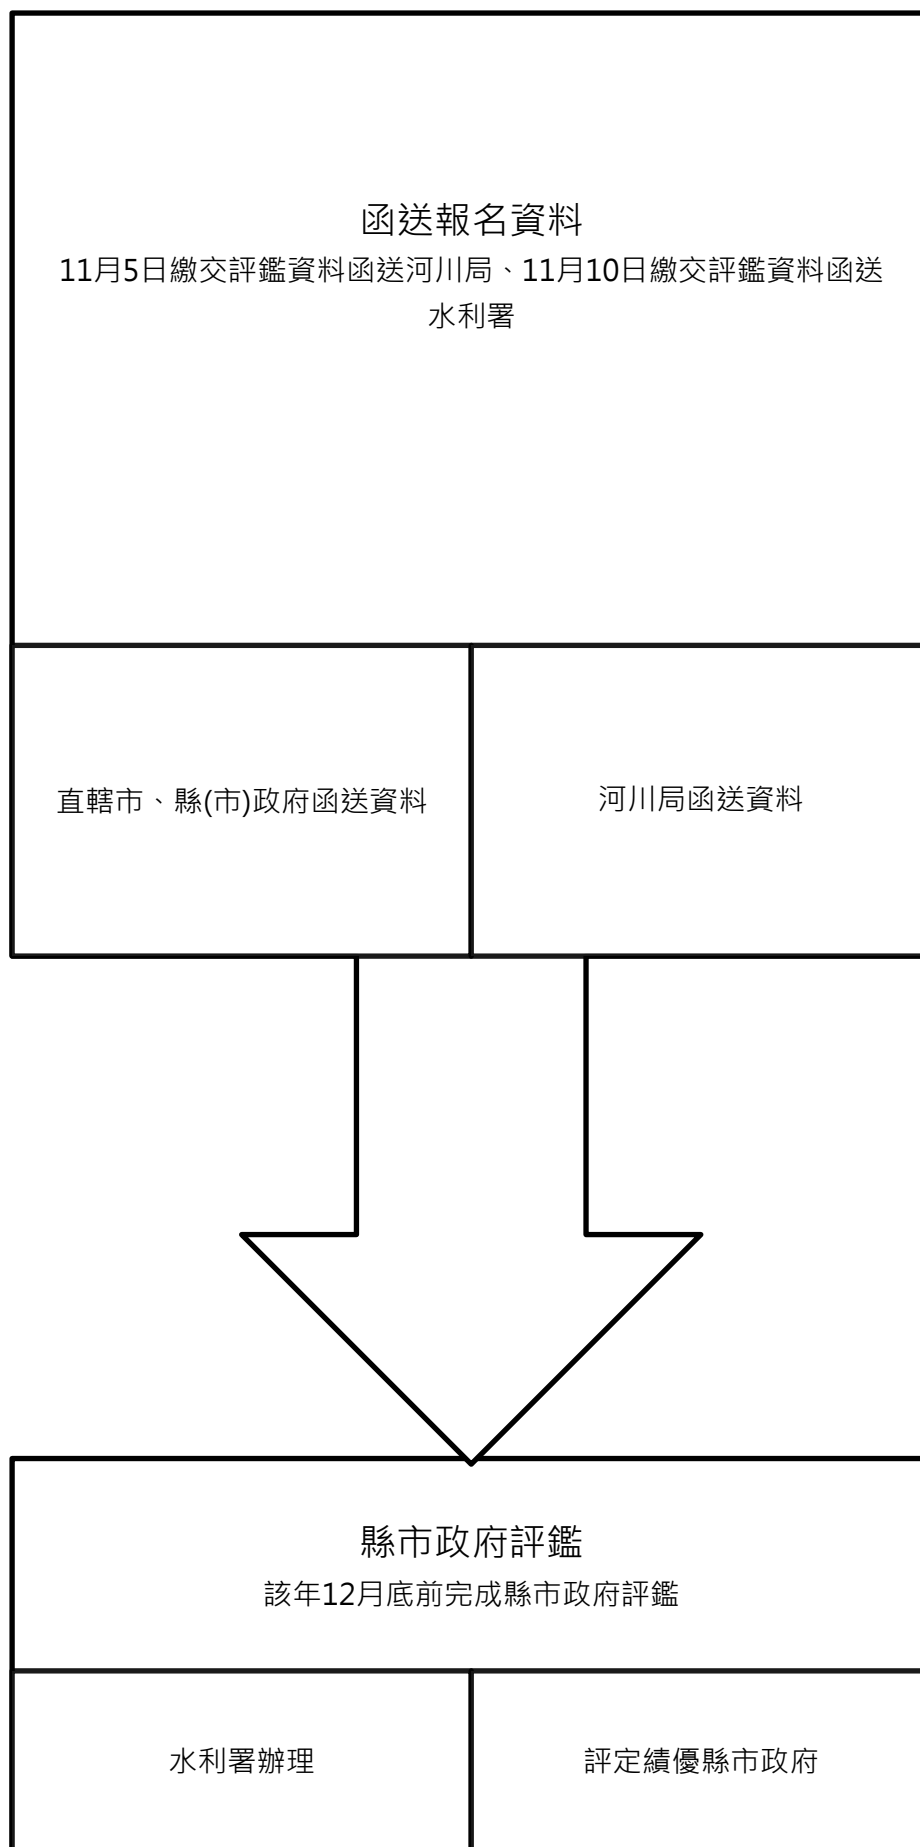 函送報名資料
11月5日繳交評鑑資料函送河川局、11月10日繳交評鑑資料函送
水利署
直轄市、縣(市)政府函送資料
河川局函送資料
縣市政府評鑑
該年12月底前完成縣市政府評鑑
水利署辦理
評定績優縣市政府